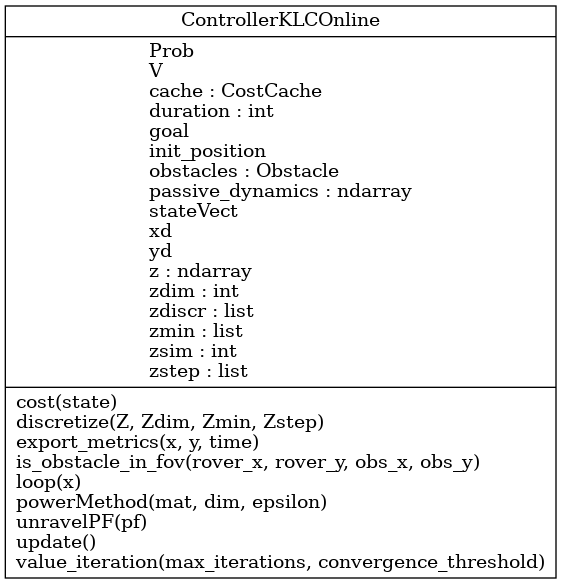 ControllerKLCOnline
Prob
V
cache : CostCache
duration : int
goal
init_position
obstacles : Obstacle
passive_dynamics : ndarray
stateVect
xd
yd
z : ndarray
zdim : int
zdiscr : list
zmin : list
zsim : int
zstep : list
cost(state)
discretize(Z, Zdim, Zmin, Zstep)
export_metrics(x, y, time)
is_obstacle_in_fov(rover_x, rover_y, obs_x, obs_y)
loop(x)
powerMethod(mat, dim, epsilon)
unravelPF(pf)
update()
value_iteration(max_iterations, convergence_threshold)